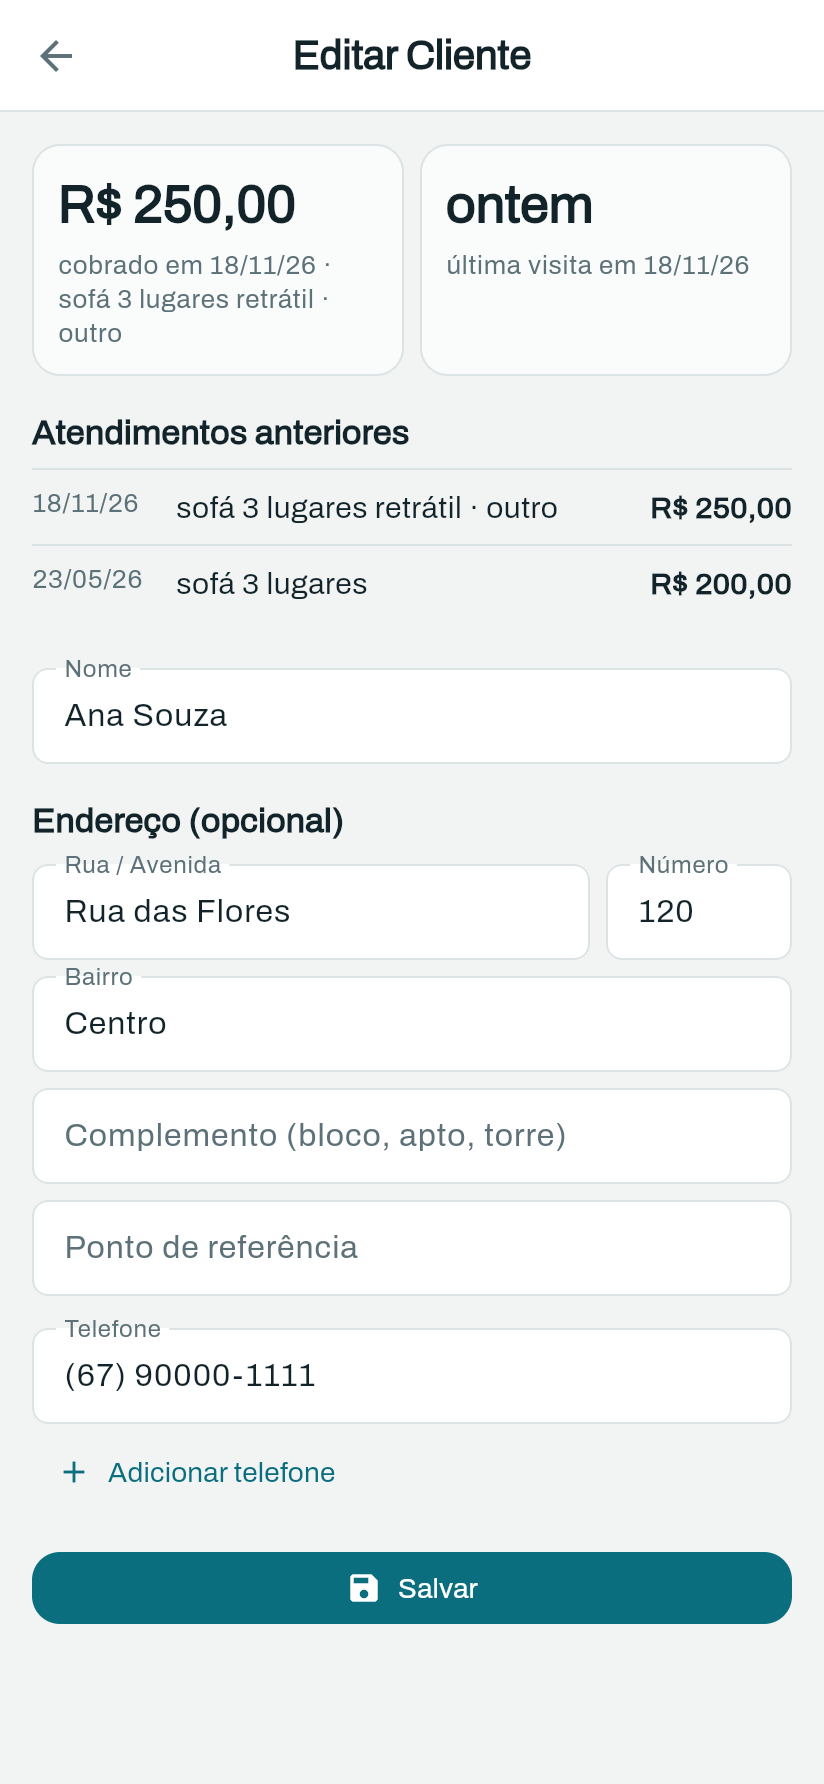 Editar Cliente
R$ 250,00
cobrado em 18/11/26 ·
sofá 3 lugares retrátil ·
outro
ontem
última visita em 18/11/26
Atendimentos anteriores
18/11/26 sofá 3 lugares retrátil · outro R$ 250,00
23/05/26 sofá 3 lugares R$ 200,00
Nome
Ana Souza
Endereço (opcional)
Rua / Avenida
Rua das Flores
Número
120
Bairro
Centro
Complemento (bloco, apto, torre)
Ponto de referência
Telefone
(67) 90000-1111
Adicionar telefone
Salvar